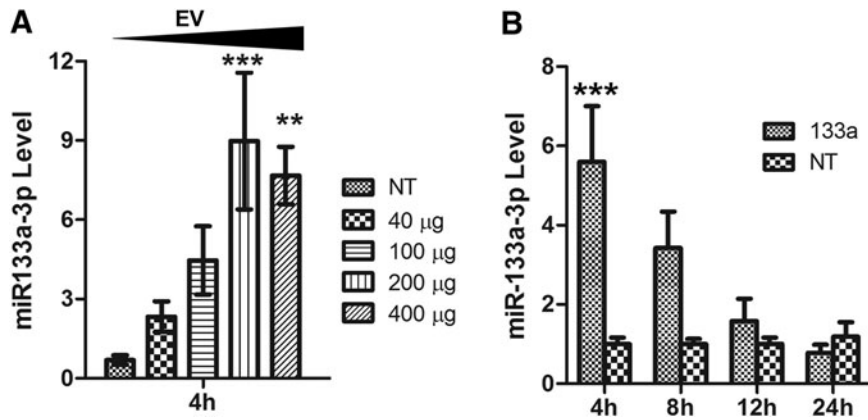 A
EV
miR133a-3p Level
12
9
6
3
0
***
**
4h
NT
40 μg
100 μg
200 μg
400 μg
B
miR-133a-3p Level
8
6
4
2
0
***
133a
NT
4h 8h 12h 24h